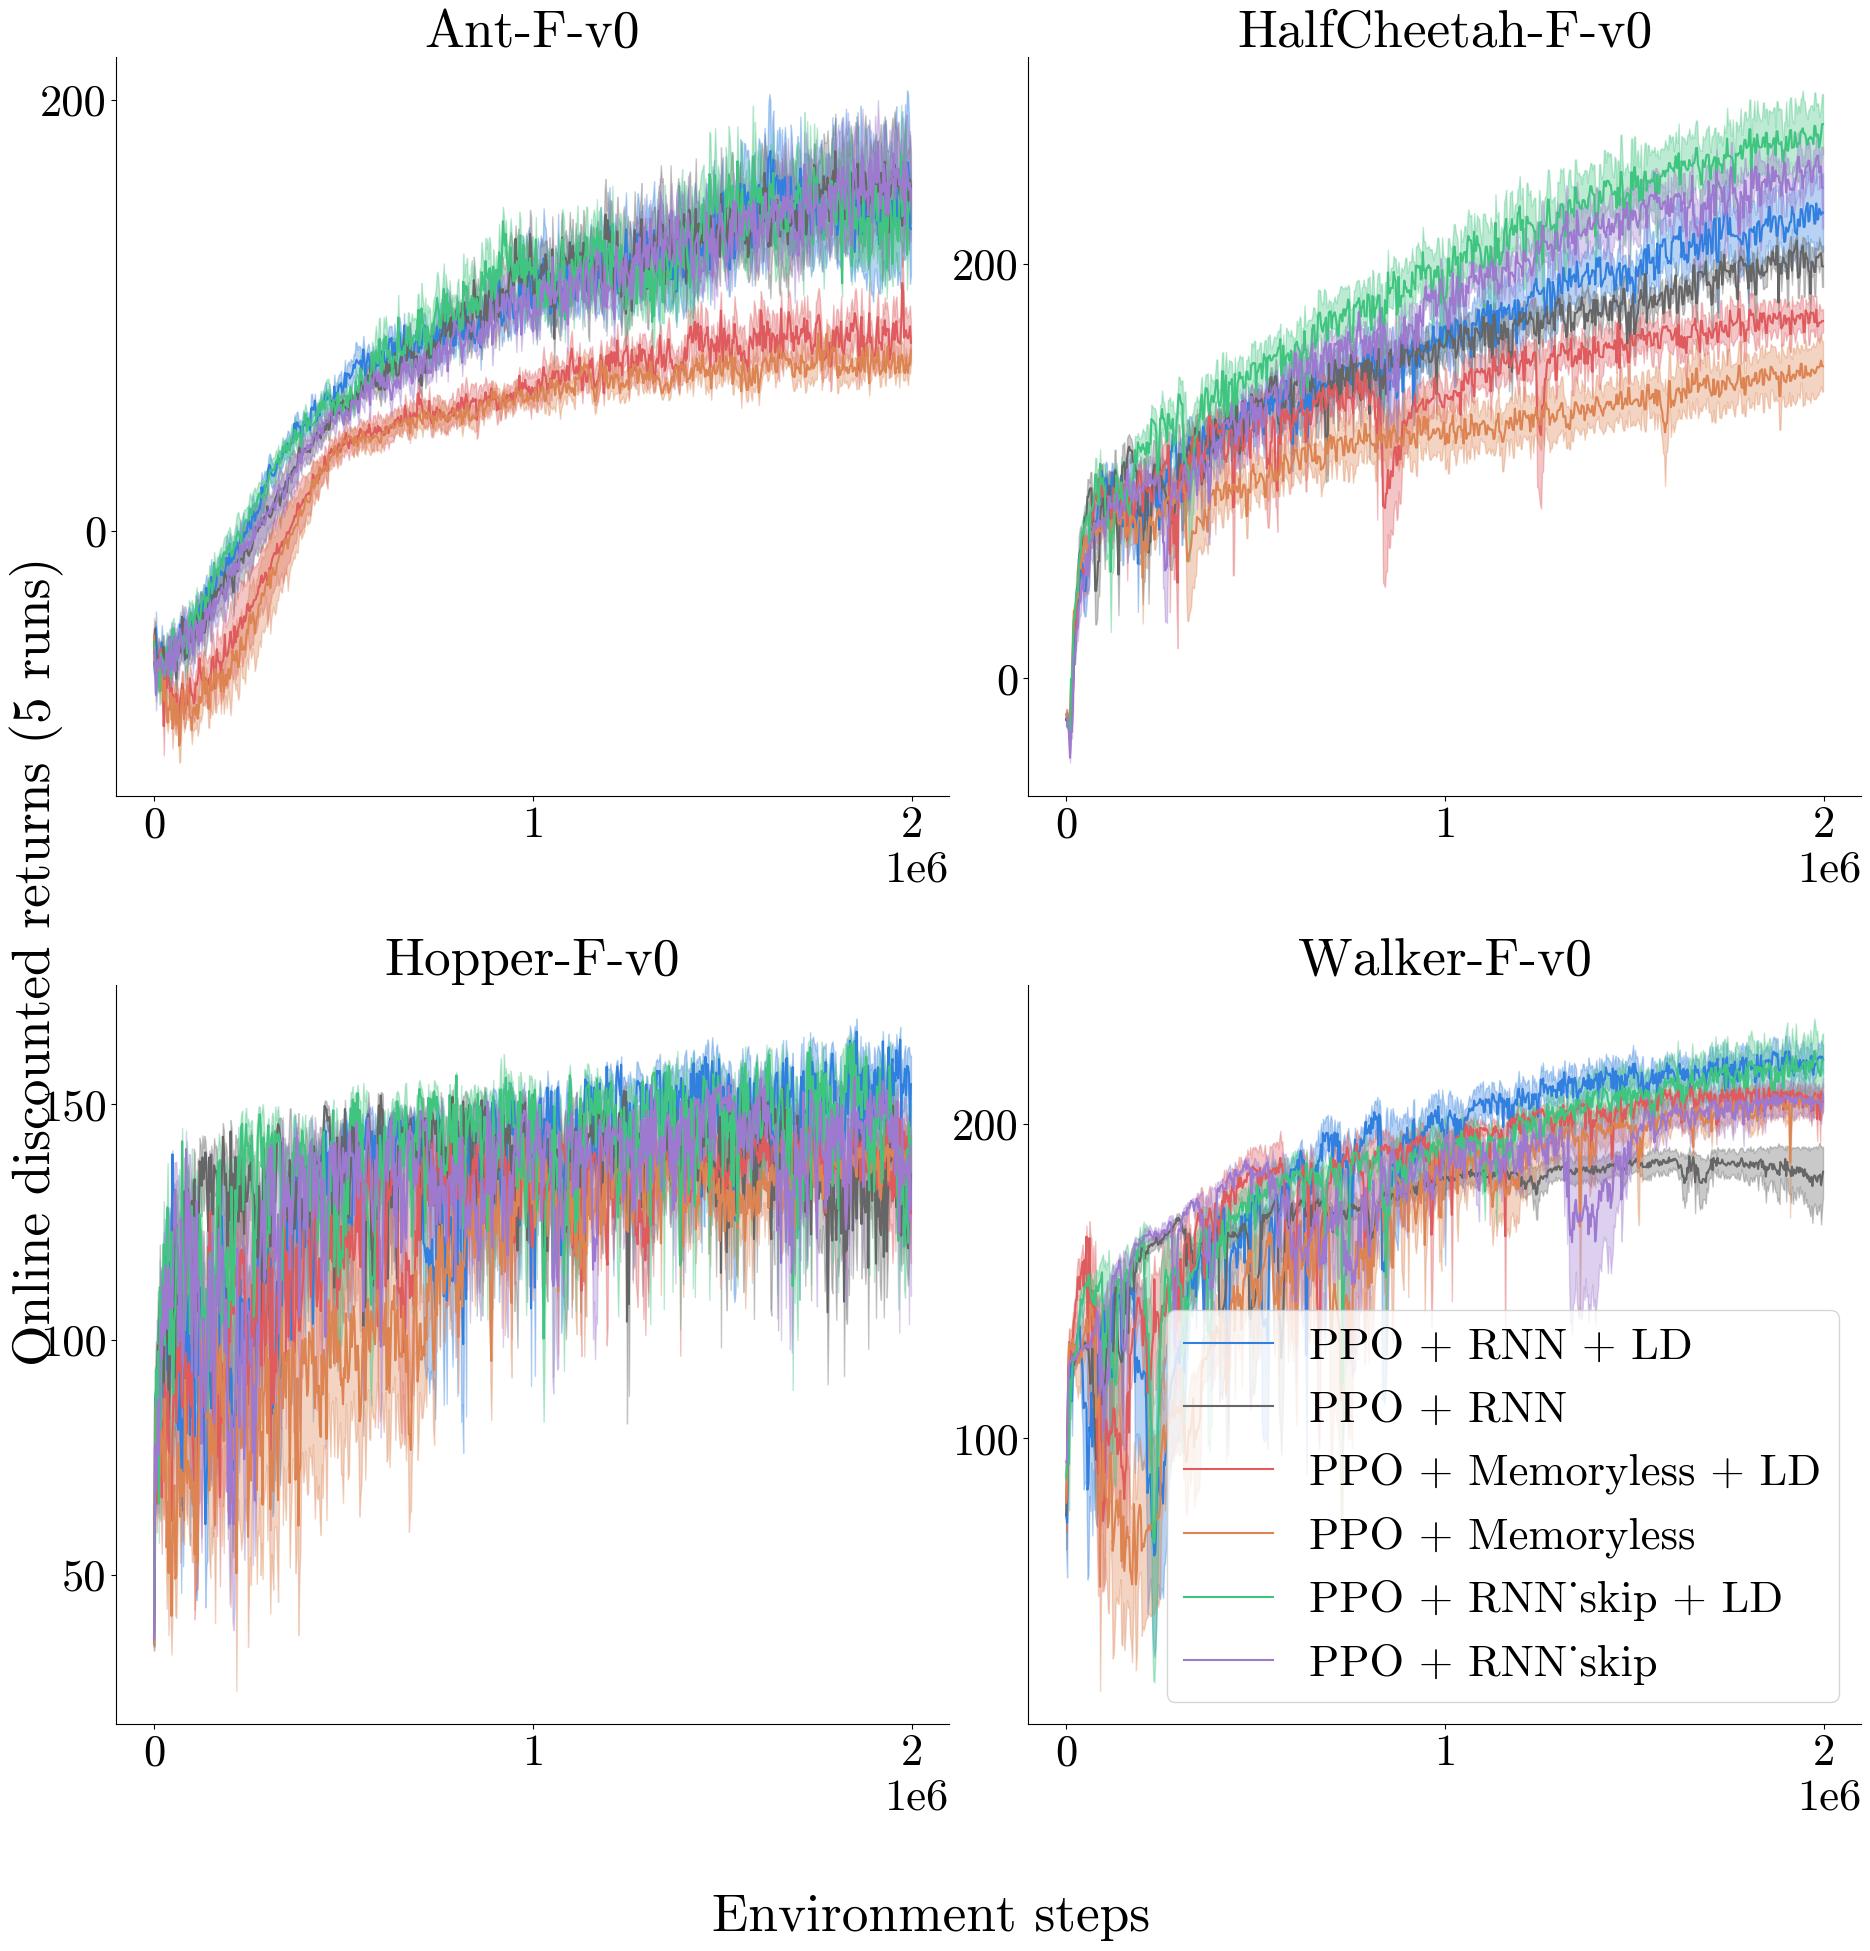 Ant-F-v0
HalfCheetah-F-v0
200
0
0
1
2
1e6
200
0
0
1
2
1e6
Online discounted returns (5 runs)
Hopper-F-v0
Walker-F-v0
150
100
50
0
1
2
1e6
200
100
0
1
2
1e6
PPO + RNN + LD
PPO + RNN
PPO + Memoryless + LD
PPO + Memoryless
PPO + RNN˙skip + LD
PPO + RNN˙skip
Environment steps